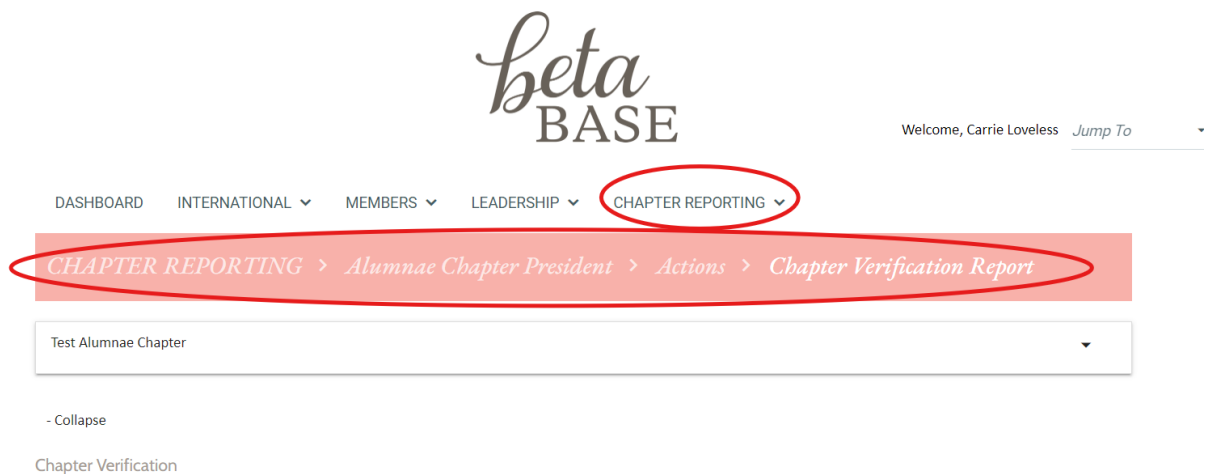 beta
BASE
Welcome, Carrie Loveless Jump To
DASHBOARD INTERNATIONAL MEMBERS LEADERSHIP CHAPTER REPORTING
CHAPTER REPORTING > Alumnae Chapter President > Actions > Chapter Verification Report
Test Alumnae Chapter
- Collapse
Chapter Verification